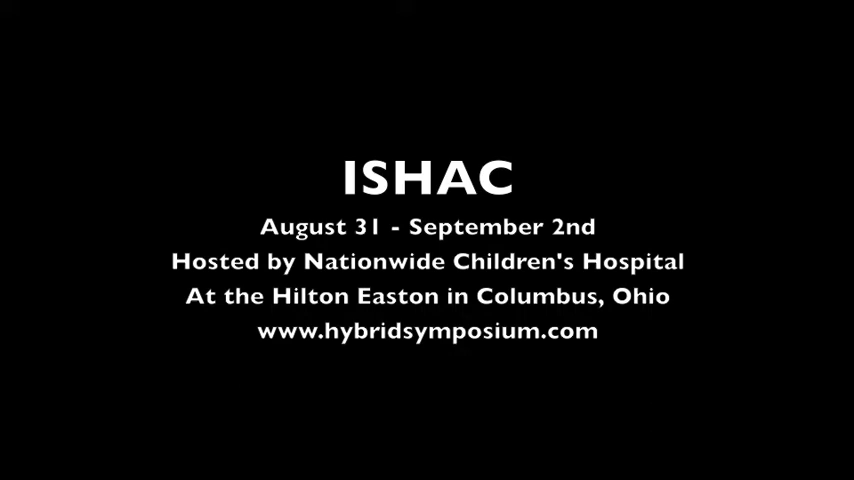 ISHAC
August 31 - September 2nd
Hosted by Nationwide Children's Hospital
At the Hilton Easton in Columbus, Ohio
www.hybridsymposium.com